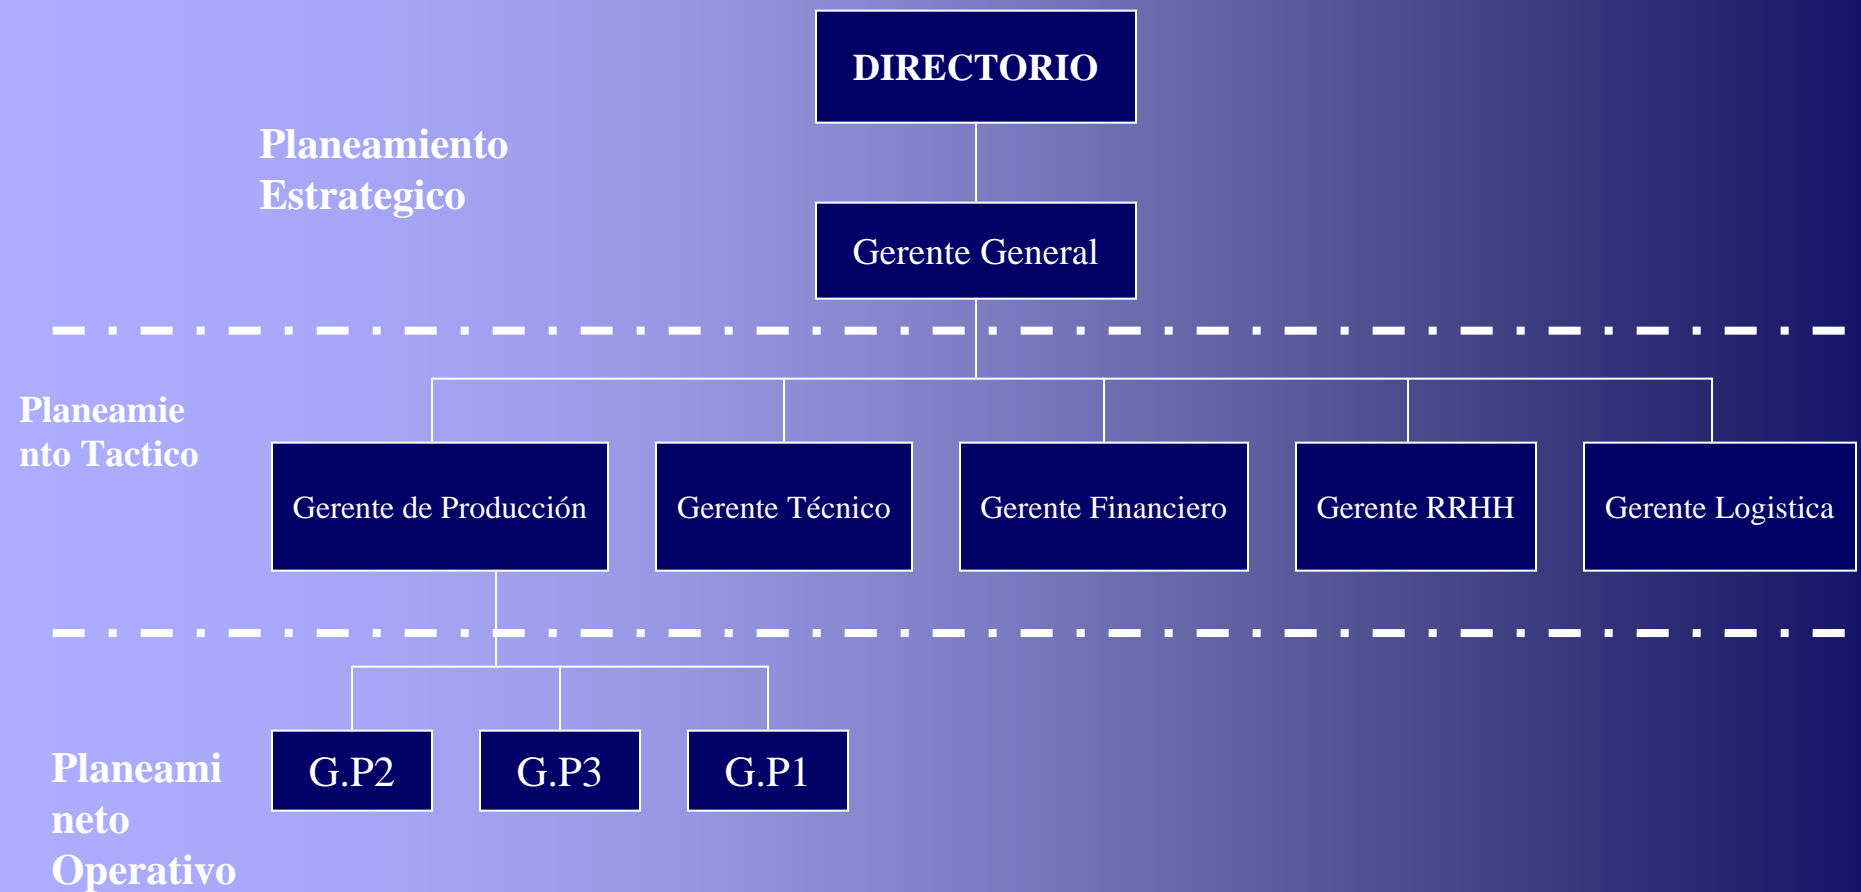 DIRECTORIO
Planeamiento
Estrategico
Gerente General
Planeamie
nto Tactico
Gerente de Producción
Gerente Técnico
Gerente Financiero
Gerente RRHH
Gerente Logistica
Planeami
neto
Operativo
G.P2
G.P3
G.P1